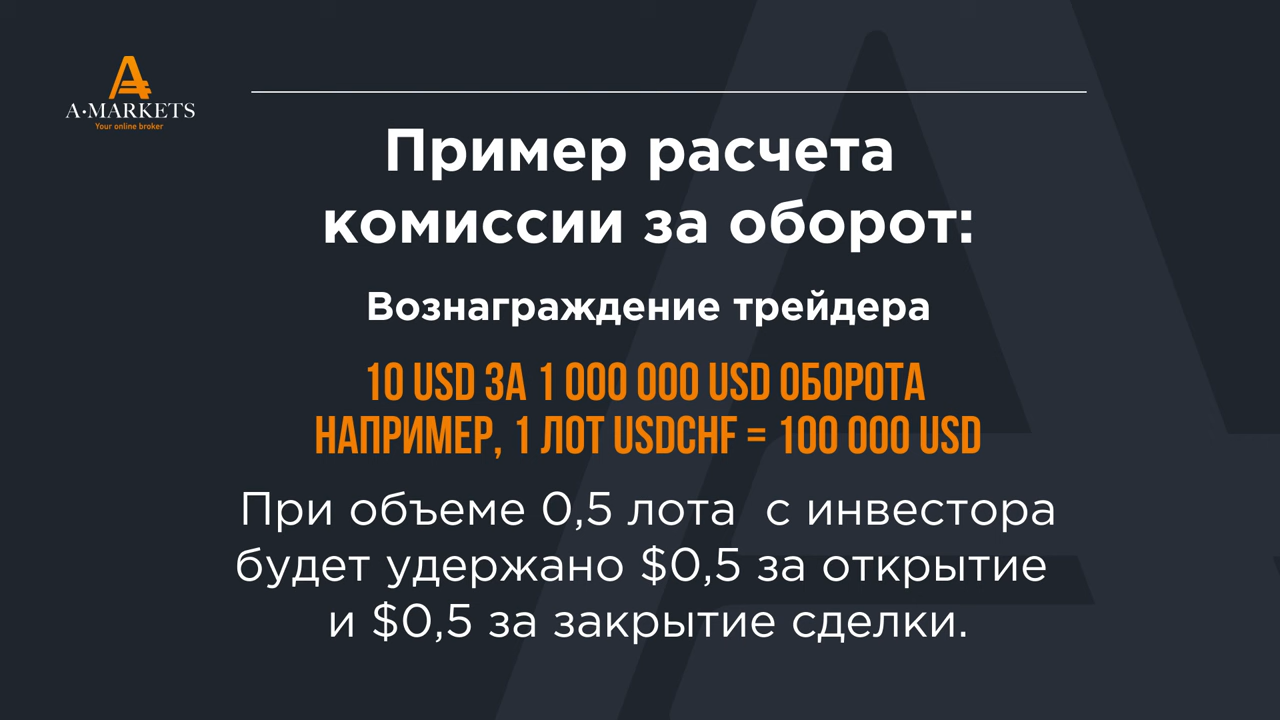 A·MARKETS
Your online broker
Пример расчета
комиссии за оборот:
Вознаграждение трейдера
10 USD ЗА 1 000 000 USD ОБОРОТА
НАПРИМЕР, 1 ЛОТ USDCHF = 100 000 USD
При объеме 0,5 лота с инвестора
будет удержано $0,5 за открытие
и $0,5 за закрытие сделки.